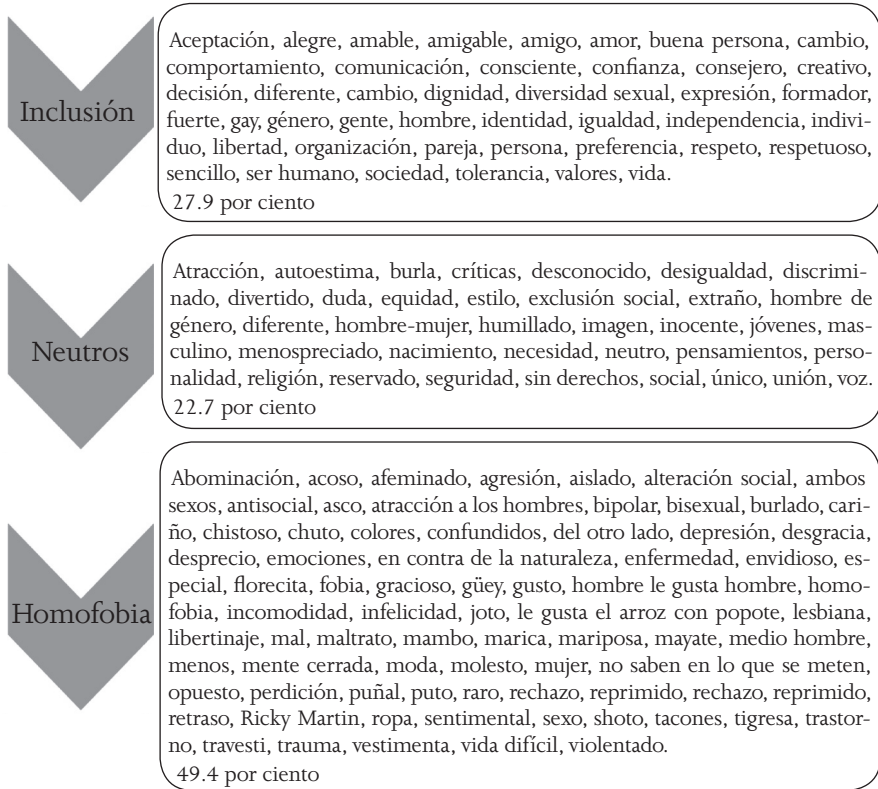 Inclusión
Aceptación, alegre, amable, amigable, amigo, amor, buena persona, cambio,
comportamiento, comunicación, consciente, confianza, consejero, creativo,
decisión, diferente, cambio, dignidad, diversidad sexual, expresión, formador,
fuerte, gay, género, gente, hombre, identidad, igualdad, independencia, indivi-
duo, libertad, organización, pareja, persona, preferencia, respeto, respetuoso,
sencillo, ser humano, sociedad, tolerancia, valores, vida.
27.9 por ciento
Neutros
Atracción, autoestima, burla, críticas, desconocido, desigualdad, discrimi-
nado, divertido, duda, equidad, estilo, exclusión social, extraño, hombre de
género, diferente, hombre-mujer, humillado, imagen, inocente, jóvenes, mas-
culino, menospreciado, nacimiento, necesidad, neutro, pensamientos, perso-
nalidad, religión, reservado, seguridad, sin derechos, social, único, unión, voz.
22.7 por ciento
Homofobia
Abominación, acoso, afeminado, agresión, aislado, alteración social, ambos
sexos, antisocial, asco, atracción a los hombres, bipolar, bisexual, burlado, cari-
ño, chistoso, chuto, colores, confundidos, del otro lado, depresión, desgracia,
desprecio, emociones, en contra de la naturaleza, enfermedad, envidioso, es-
pecial, florecita, fobia, gracioso, güey, gusto, hombre le gusta hombre, homo-
fobia, incomodidad, infelicidad, joto, le gusta el arroz con popote, lesbiana,
libertinaje, mal, maltrato, mambo, marica, mariposa, mayate, medio hombre,
menos, mente cerrada, moda, molesto, mujer, no saben en lo que se meten,
opuesto, perdición, puñal, puto, raro, rechazo, reprimido, rechazo, reprimido,
retraso, Ricky Martin, ropa, sentimental, sexo, shoto, tacones, tigresa, trastor-
no, travesti, trauma, vestimenta, vida difícil, violentado.
49.4 por ciento